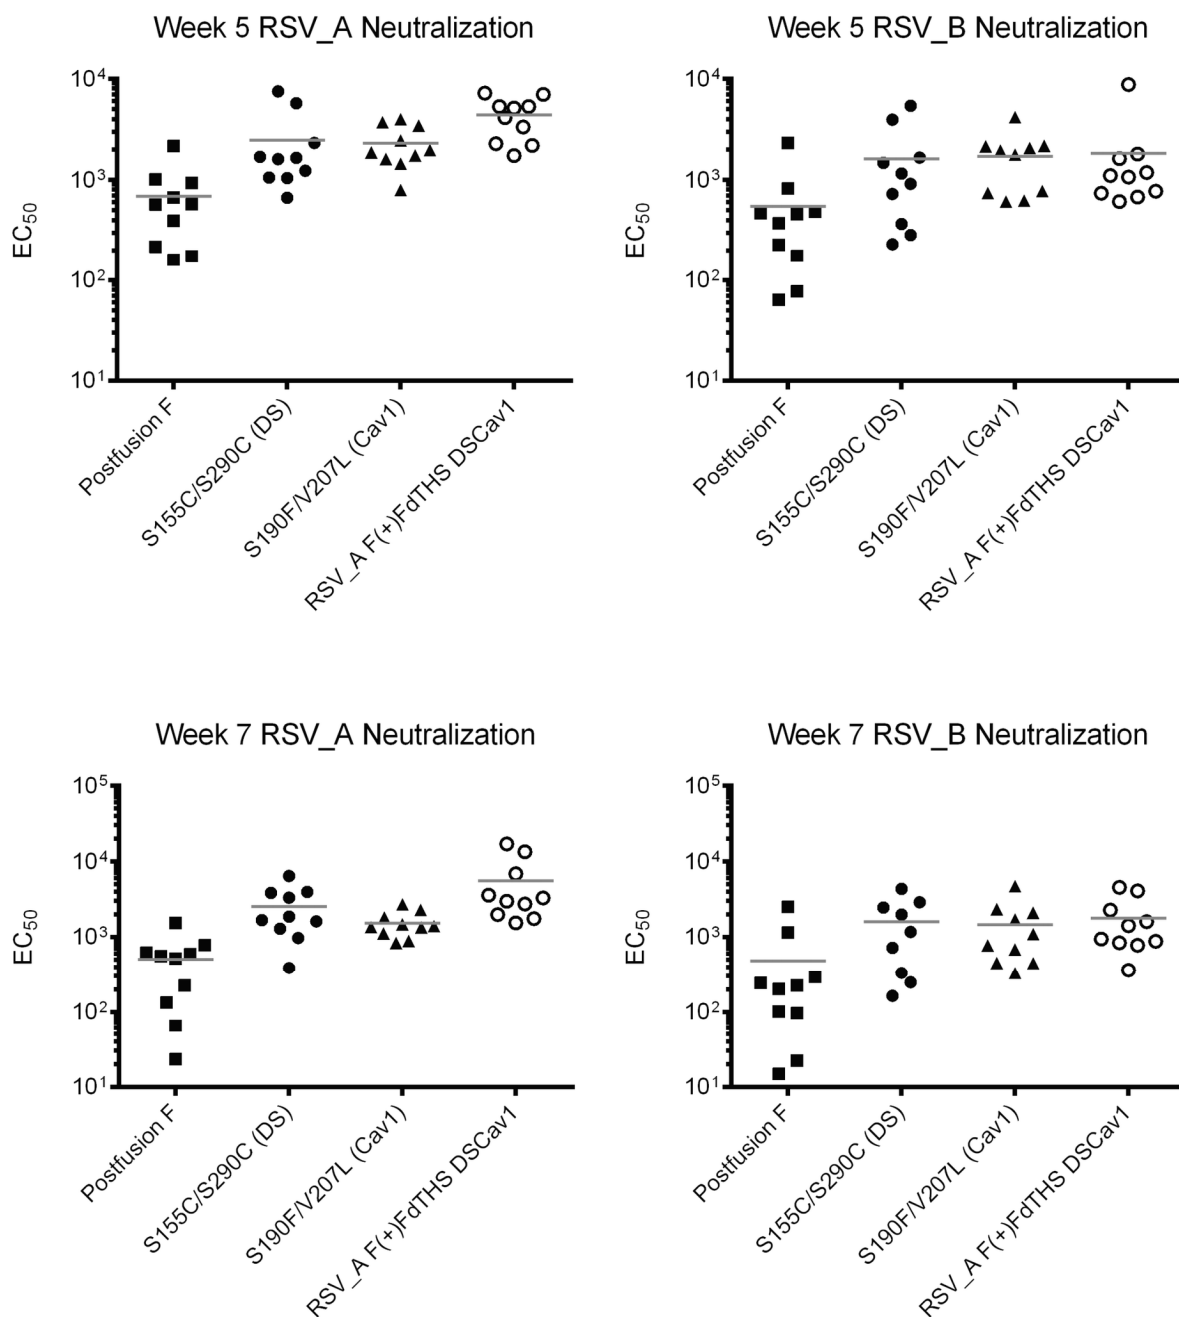 Week 5 RSV_A Neutralization
EC50
10^4
10^3
10^2
10^1
Postfusion F
S155C/S290C (DS)
S190F/V207L (Cav1)
RSV_A F(+)FdTHS DSCav1
Week 5 RSV_B Neutralization
EC50
10^4
10^3
10^2
10^1
Postfusion F
S155C/S290C (DS)
S190F/V207L (Cav1)
RSV_A F(+)FdTHS DSCav1
Week 7 RSV_A Neutralization
EC50
10^5
10^4
10^3
10^2
10^1
Postfusion F
S155C/S290C (DS)
S190F/V207L (Cav1)
RSV_A F(+)FdTHS DSCav1
Week 7 RSV_B Neutralization
EC50
10^5
10^4
10^3
10^2
10^1
Postfusion F
S155C/S290C (DS)
S190F/V207L (Cav1)
RSV_A F(+)FdTHS DSCav1